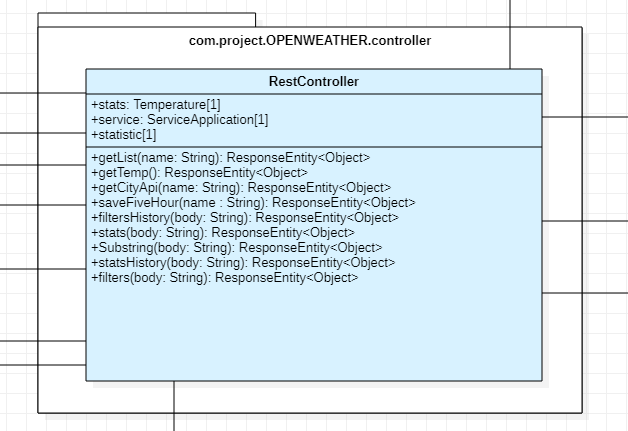 com.project.OPENWEATHER.controller
RestController
+stats: Temperature[1]
+service: ServiceApplication[1]
+statistic[1]
+getList(name: String): ResponseEntity<Object>
+getTemp(): ResponseEntity<Object>
+getCityApi(name: String): ResponseEntity<Object>
+saveFiveHour(name : String): ResponseEntity<Object>
+filtersHistory(body: String): ResponseEntity<Object>
+stats(body: String): ResponseEntity<Object>
+Substring(body: String): ResponseEntity<Object>
+statsHistory(body: String): ResponseEntity<Object>
+filters(body: String): ResponseEntity<Object>